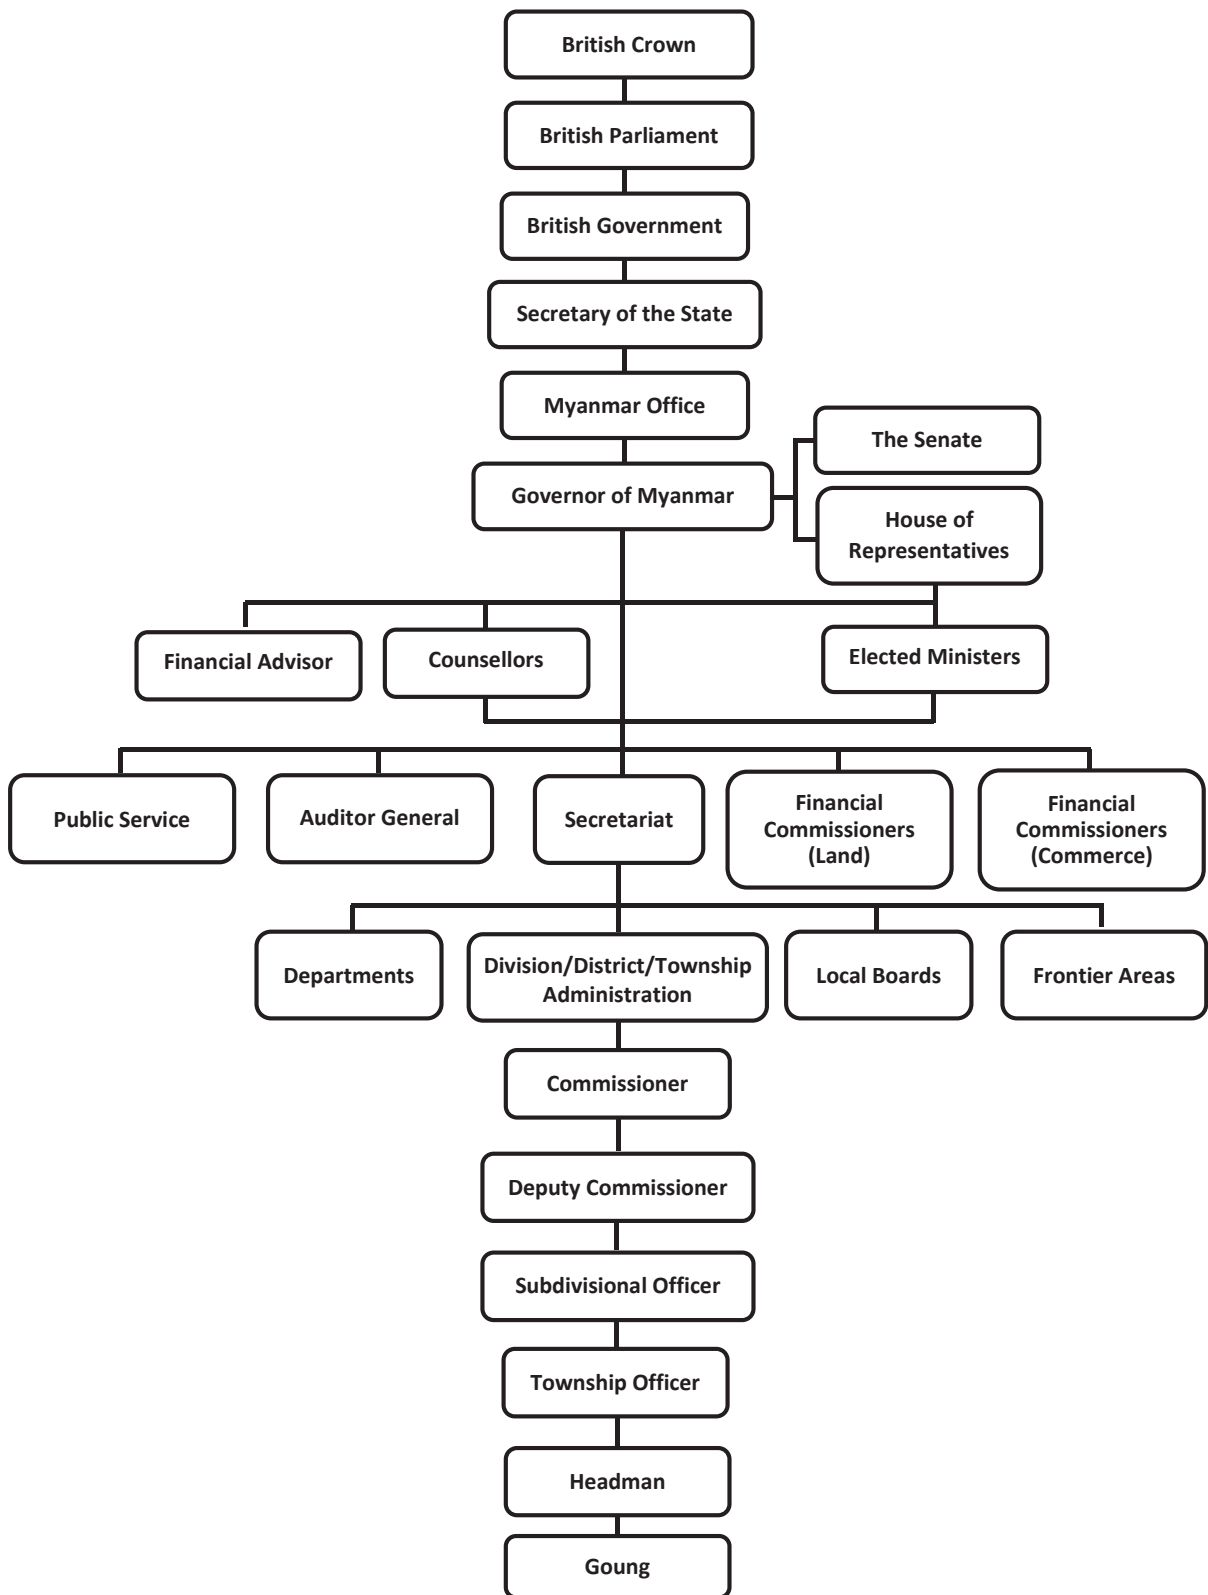 British Crown
British Parliament
British Government
Secretary of the State
Myanmar Office
The Senate
Governor of Myanmar
House of
Representatives
Financial Advisor
Counsellors
Elected Ministers
Public Service
Auditor General
Secretariat
Financial
Commissioners
(Land)
Financial
Commissioners
(Commerce)
Departments
Division/District/Township
Administration
Local Boards
Frontier Areas
Commissioner
Deputy Commissioner
Subdivisional Officer
Township Officer
Headman
Goung